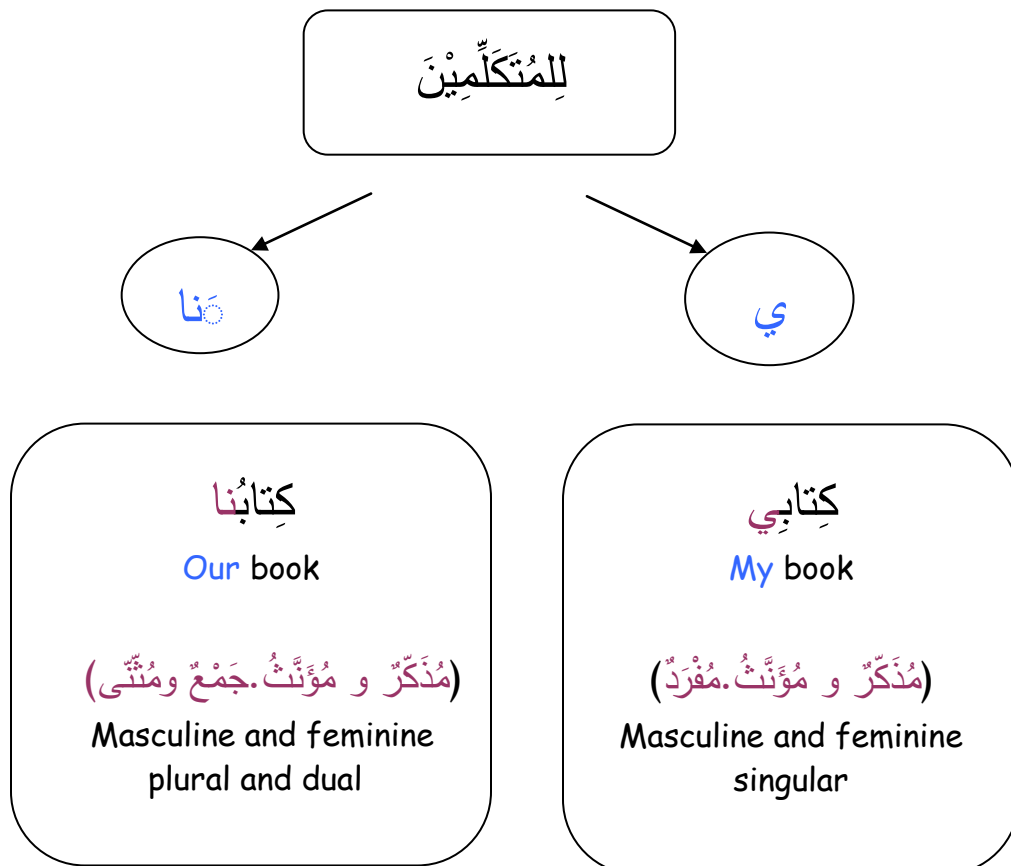 لِلمُتَكَلِّمِيْنَ
ي
◌َنا
كِتابِي
My book
(مُذَكّرٌ و مُؤَنَّثُ.مُفْرَدٌ)
Masculine and feminine
singular
كِتابُنا
Our book
(مُذَكّرٌ و مُؤَنَّثُ.جَمْعٌ ومُثّنّى)
Masculine and feminine
plural and dual